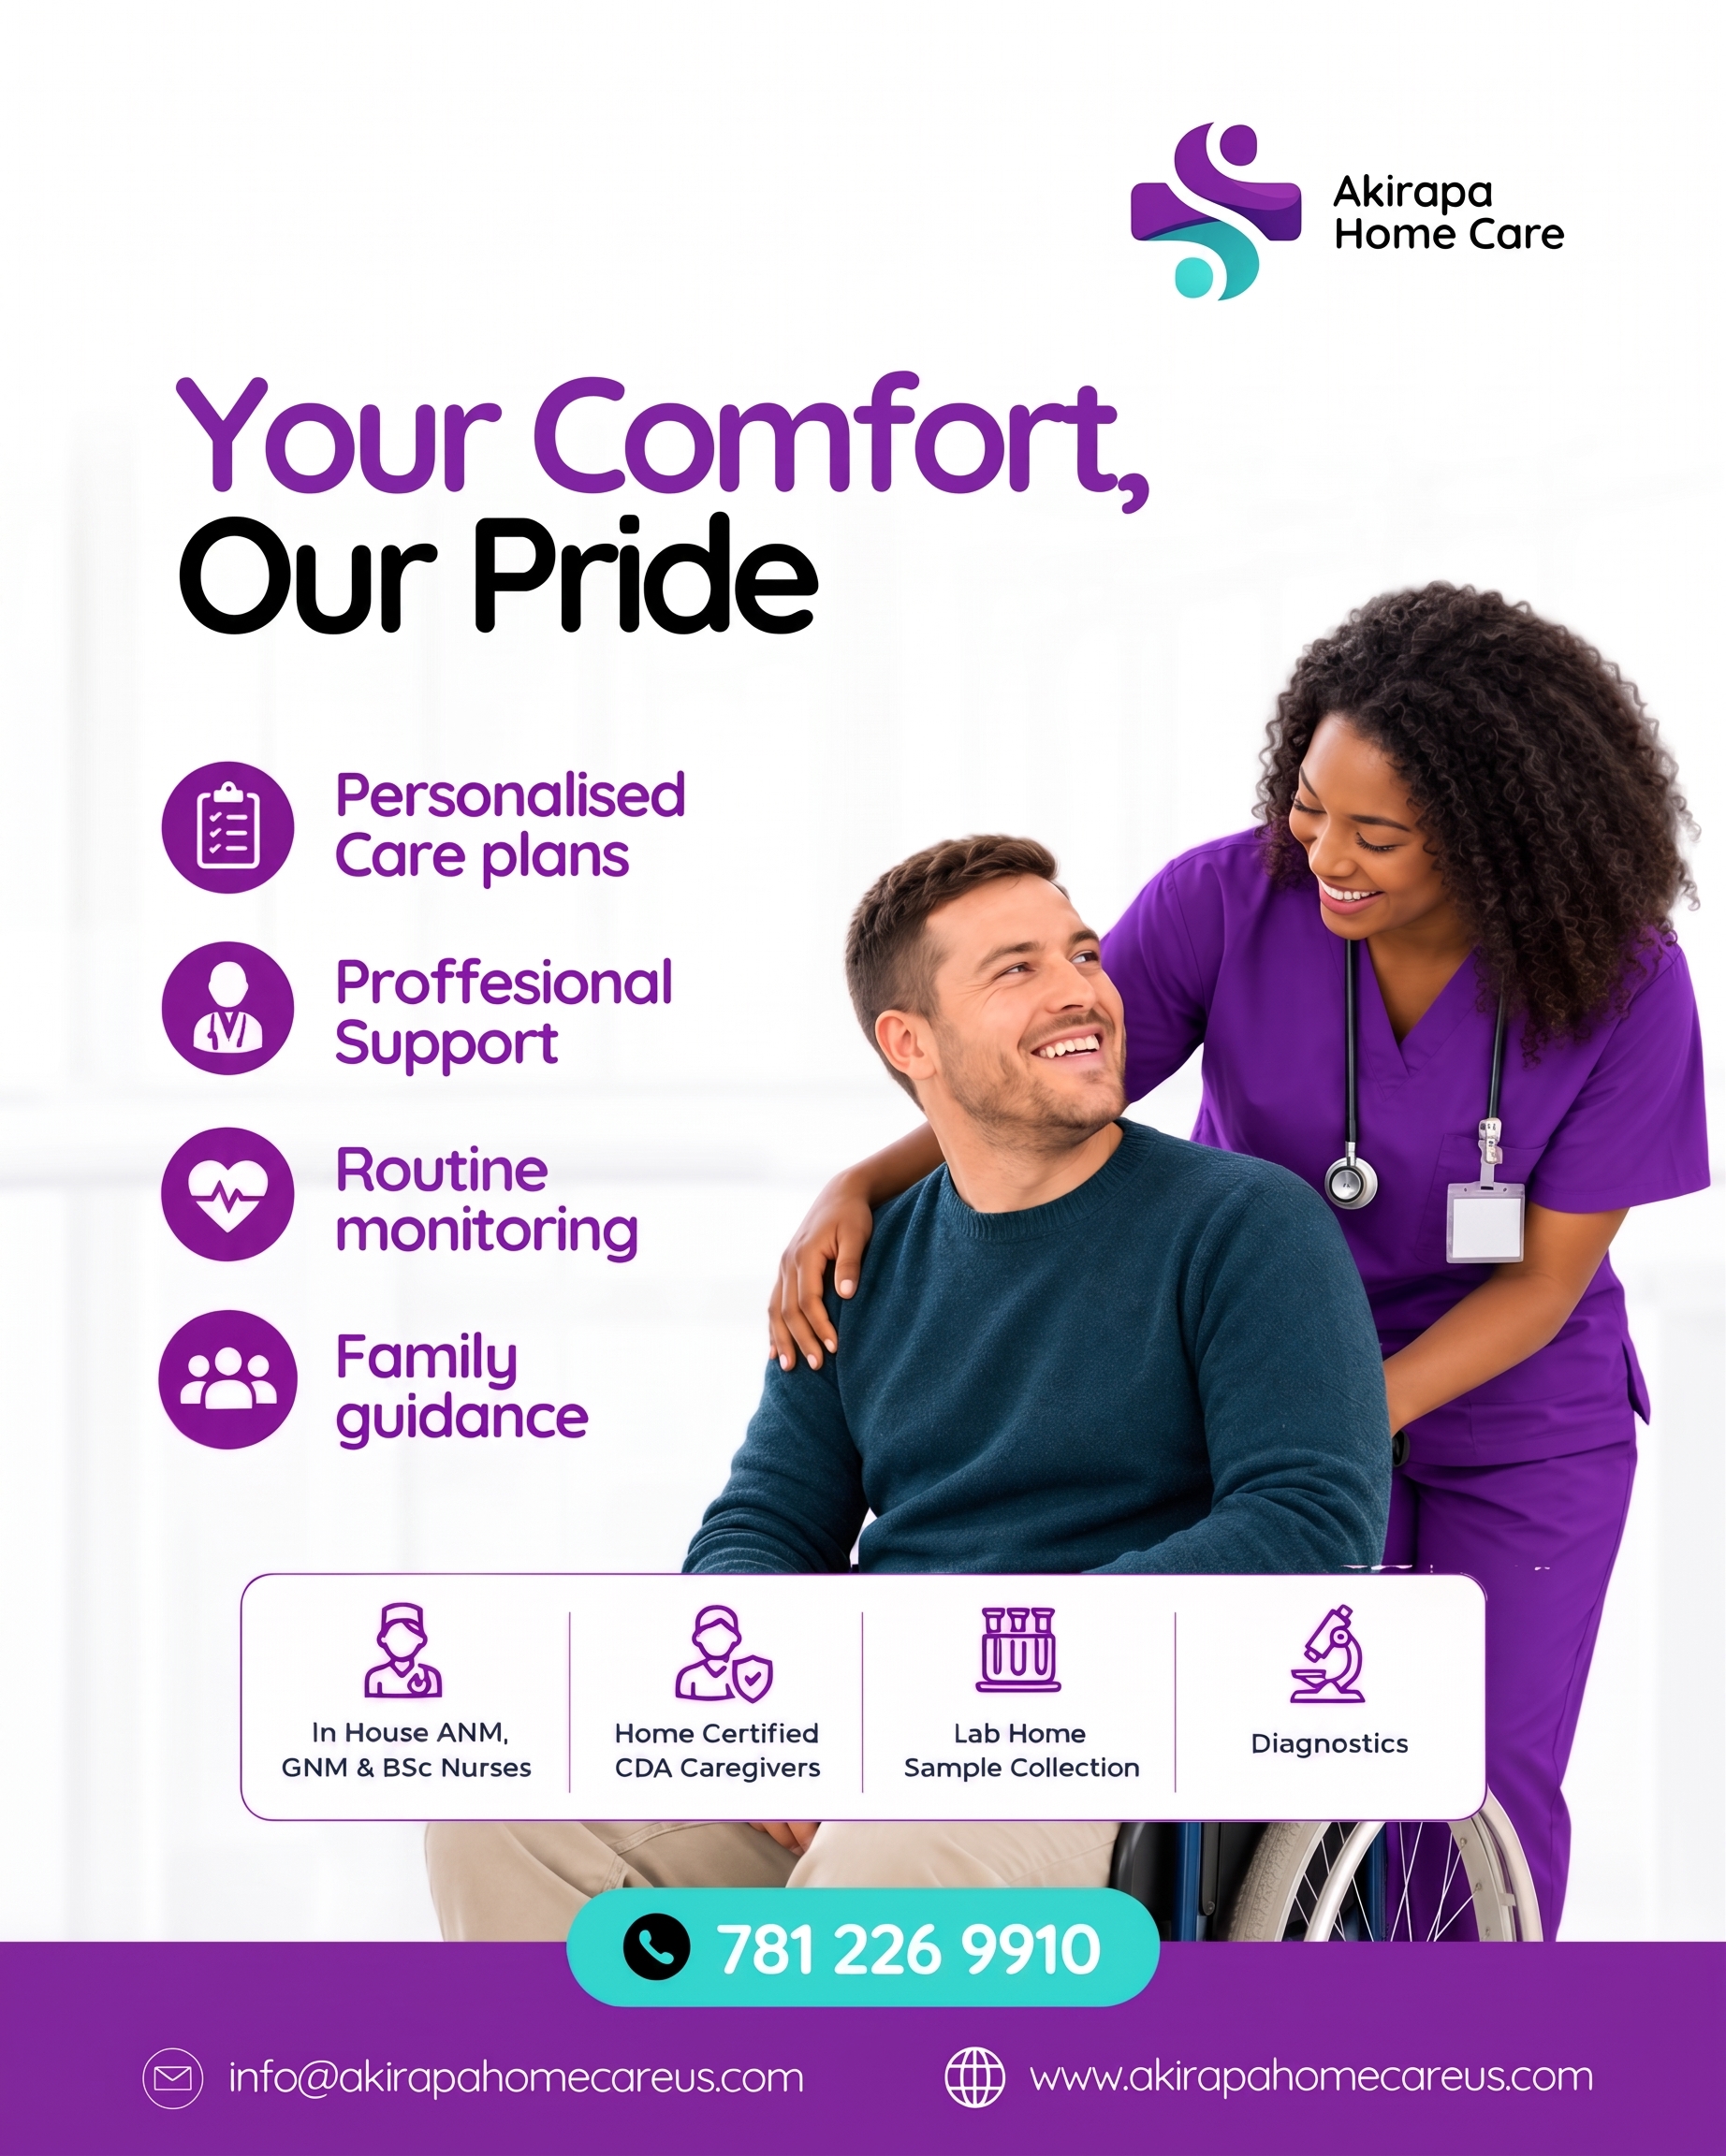 Akirapa
Home Care
Your Comfort,
Our Pride
Personalised
Care plans
Proffesional
Support
Routine
monitoring
Family
guidance
In House ANM,
GNM & BSc Nurses
Home Certified
CDA Caregivers
Lab Home
Sample Collection
Diagnostics
781 226 9910
info@akirapahomecareus.com
www.akirapahomecareus.com